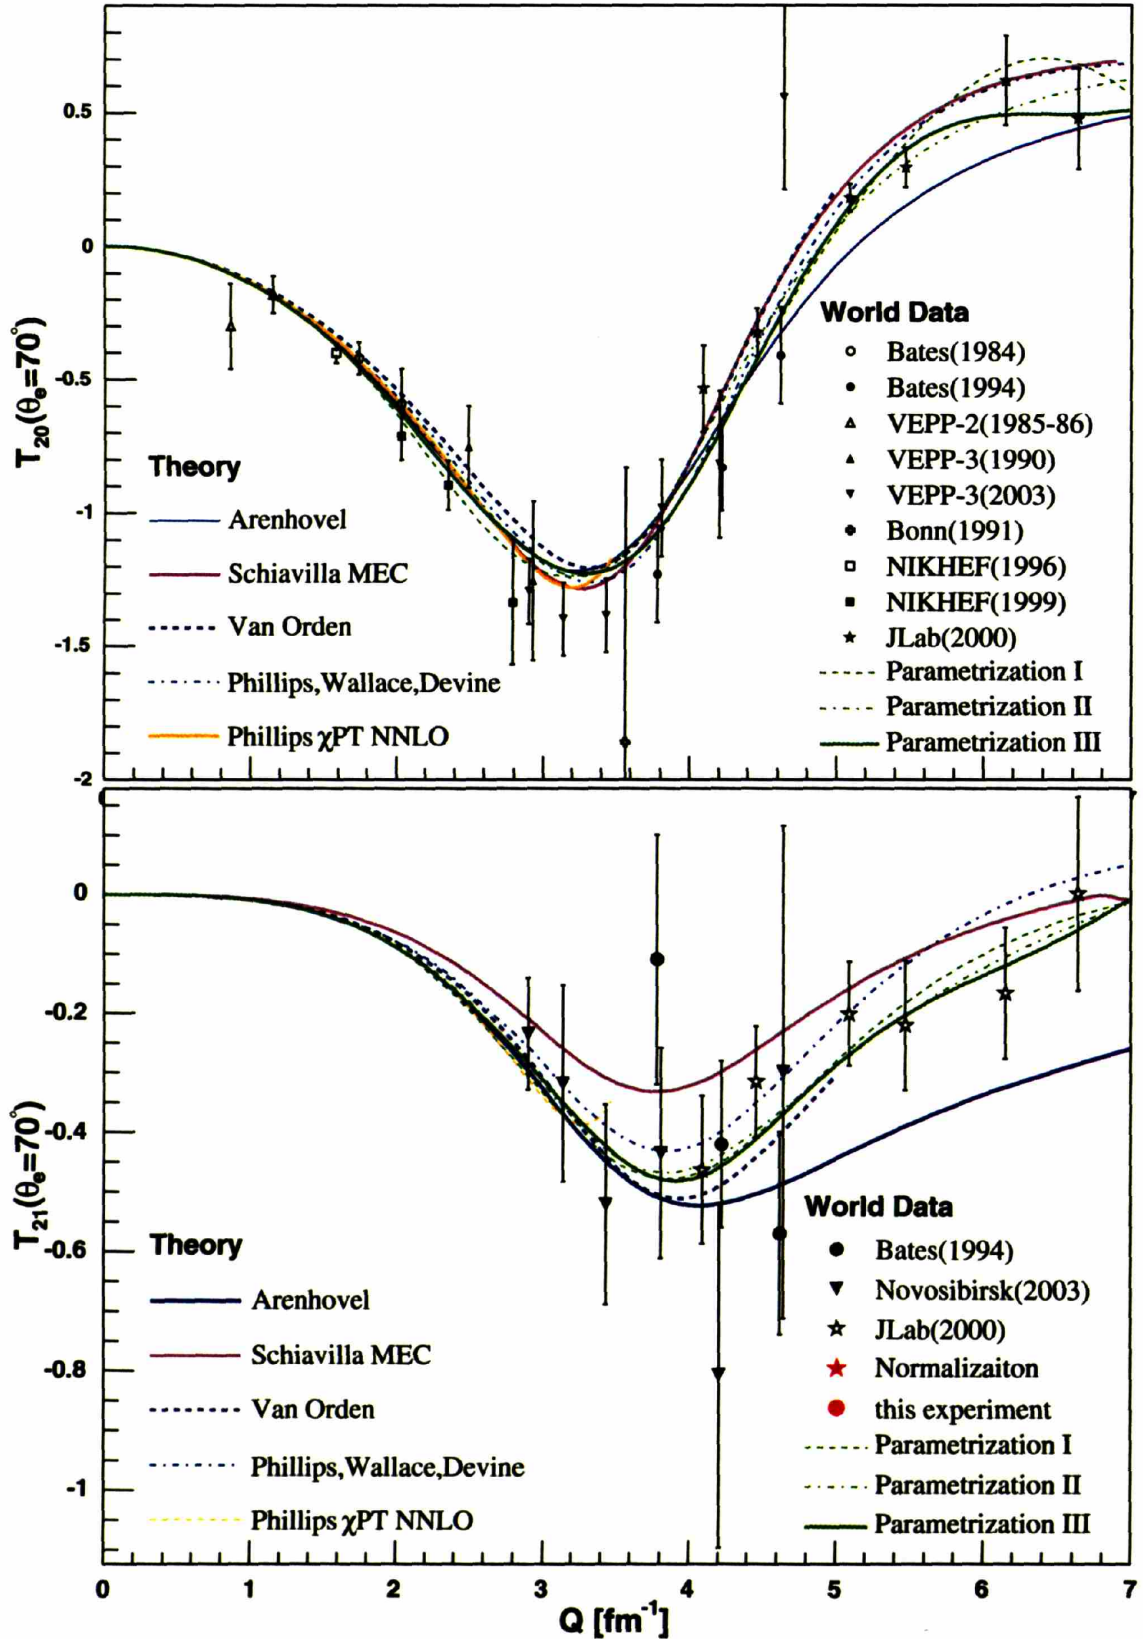 T20(θe=70°)
0.5
0
-0.5
-1
-1.5
-2
Theory
Arenhovel
Schiavilla MEC
Van Orden
Phillips,Wallace,Devine
Phillips χPT NNLO
World Data
Bates(1984)
Bates(1994)
VEPP-2(1985-86)
VEPP-3(1990)
VEPP-3(2003)
Bonn(1991)
NIKHEF(1996)
NIKHEF(1999)
JLab(2000)
Parametrization I
Parametrization II
Parametrization III
T21(θe=70°)
0
-0.2
-0.4
-0.6
-0.8
-1
Theory
Arenhovel
Schiavilla MEC
Van Orden
Phillips,Wallace,Devine
Phillips χPT NNLO
World Data
Bates(1994)
Novosibirsk(2003)
JLab(2000)
Normalizaiton
this experiment
Parametrization I
Parametrization II
Parametrization III
0 1 2 3 4 5 6 7
Q [fm⁻¹]